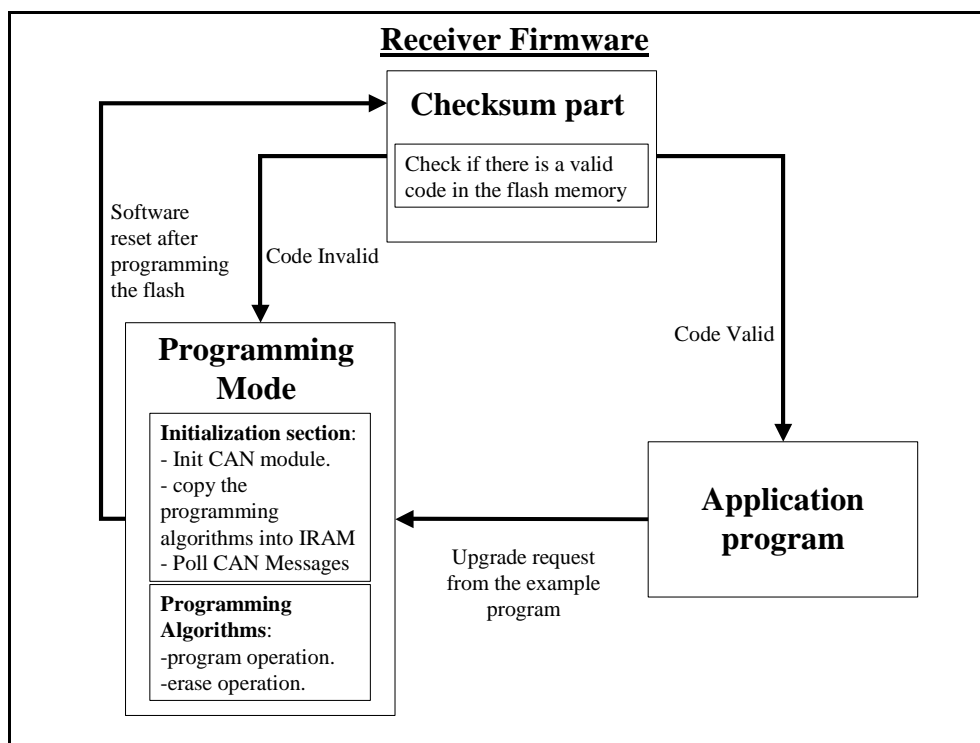 Receiver Firmware
Checksum part
Check if there is a valid
code in the flash memory
Software
reset after
programming
the flash
Code Invalid
Code Valid
Programming
Mode
Initialization section:
- Init CAN module.
- copy the
programming
algorithms into IRAM
- Poll CAN Messages
Programming
Algorithms:
-program operation.
-erase operation.
Upgrade request
from the example
program
Application
program